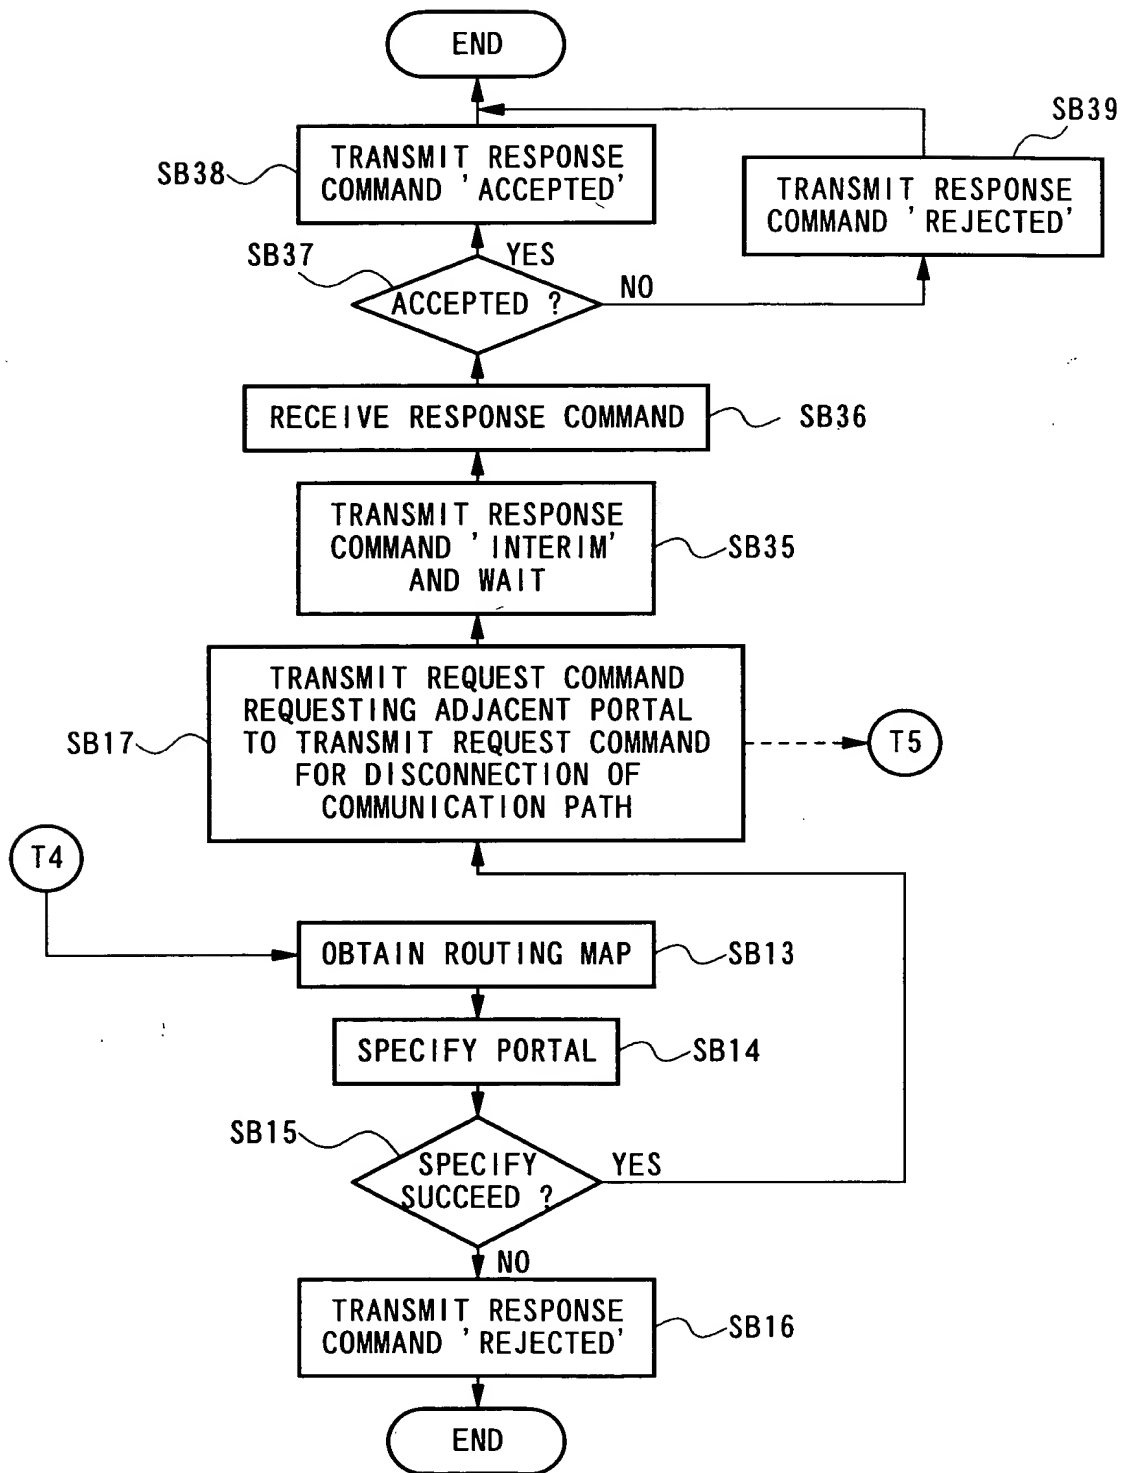 END
SB39
TRANSMIT RESPONSE
COMMAND 'ACCEPTED'
SB38
TRANSMIT RESPONSE
COMMAND 'REJECTED'
SB37
YES
ACCEPTED ?
NO
RECEIVE RESPONSE COMMAND
SB36
TRANSMIT RESPONSE
COMMAND 'INTERIM'
AND WAIT
SB35
TRANSMIT REQUEST COMMAND
REQUESTING ADJACENT PORTAL
TO TRANSMIT REQUEST COMMAND
FOR DISCONNECTION OF
COMMUNICATION PATH
SB17
T5
T4
OBTAIN ROUTING MAP
SB13
SPECIFY PORTAL
SB14
SB15
SPECIFY
SUCCEED ?
YES
NO
TRANSMIT RESPONSE
COMMAND 'REJECTED'
SB16
END